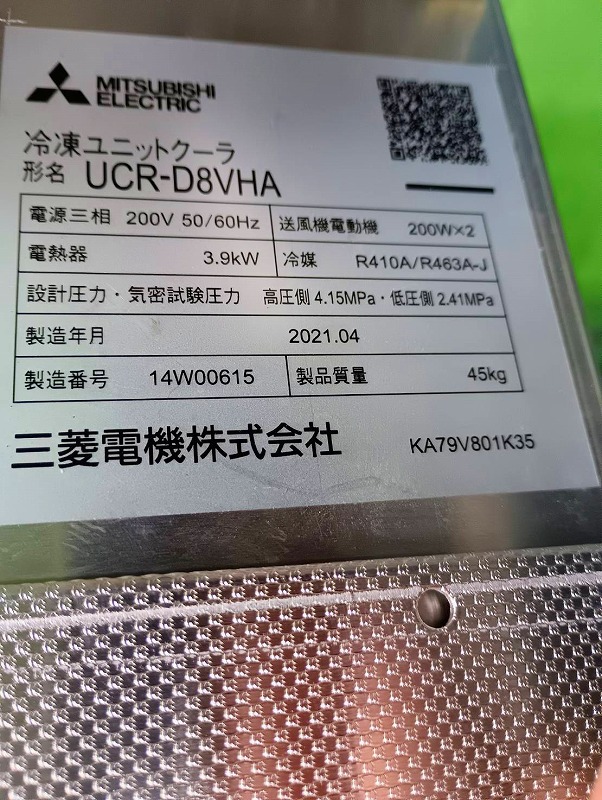 MITSUBISHI
ELECTRIC
冷凍ユニットクーラ
形名 UCR-D8VHA
電源三相 200V 50/60Hz 送風機電動機 200W×2
電熱器 3.9kW 冷媒 R410A/R463A-J
設計圧力・気密試験圧力 高圧側 4.15MPa・低圧側 2.41MPa
製造年月 2021.04
製造番号 14W00615 製品質量 45kg
三菱電機株式会社 KA79V801K35